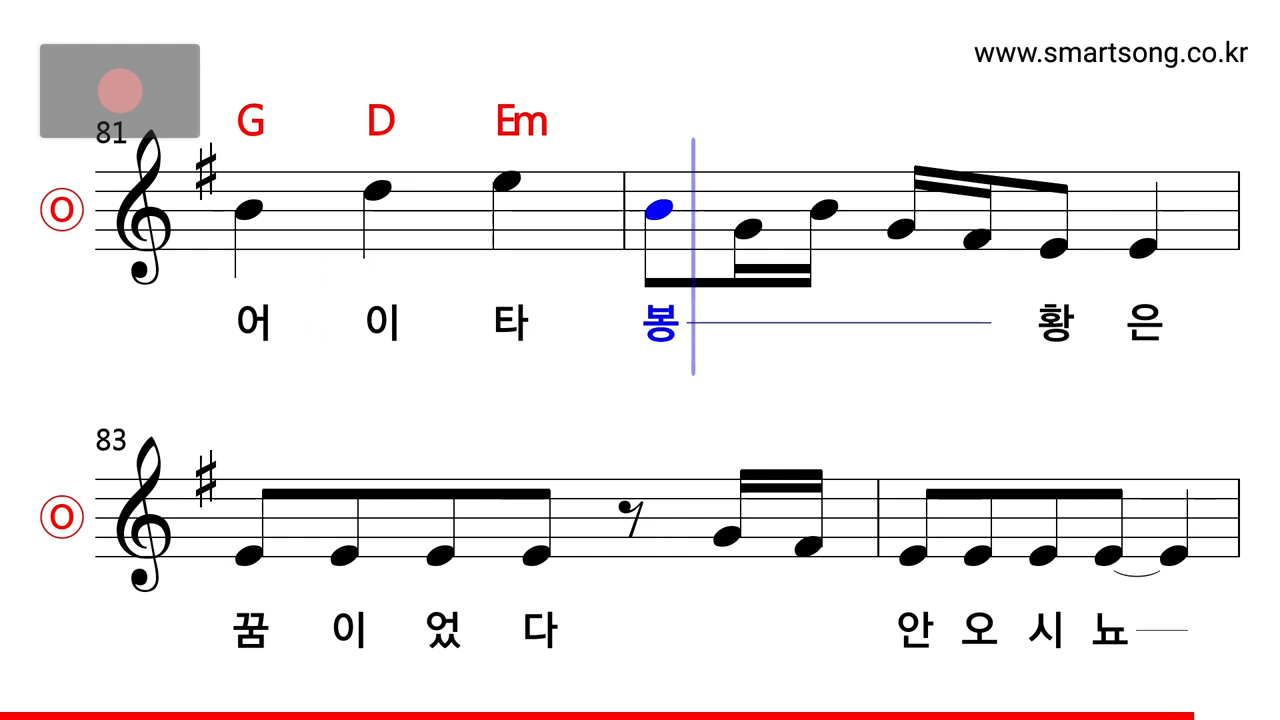 www.smartsong.co.kr
81
G D Em
O
어 이 타 봉 황 은
83
O
꿈 이 었 다 안 오 시 뇨